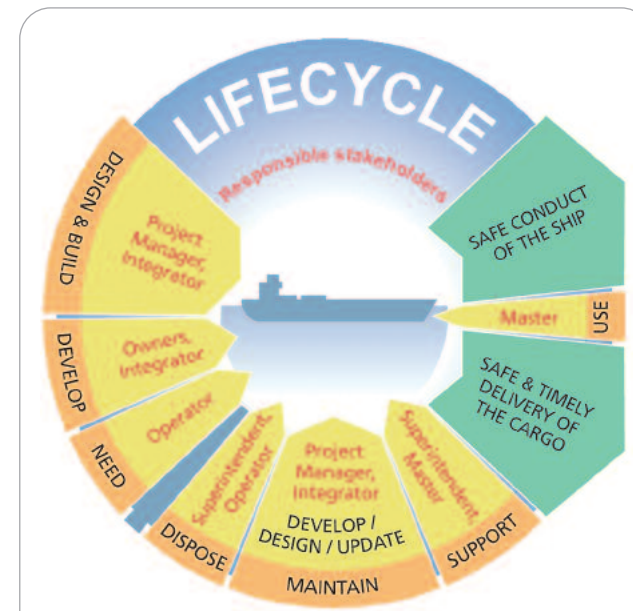 LIFECYCLE
Responsible stakeholders
DESIGN & BUILD
Project
Manager,
Integrator
DEVELOP
Owners,
Integrator
NEED
Operator
DISPOSE
Superintendent,
Operator
MAINTAIN
Project
Manager,
Integrator
DEVELOP /
DESIGN / UPDATE
SUPPORT
Superintendent,
Master
SAFE & TIMELY
DELIVERY OF
THE CARGO
USE
Master
SAFE CONDUCT
OF THE SHIP